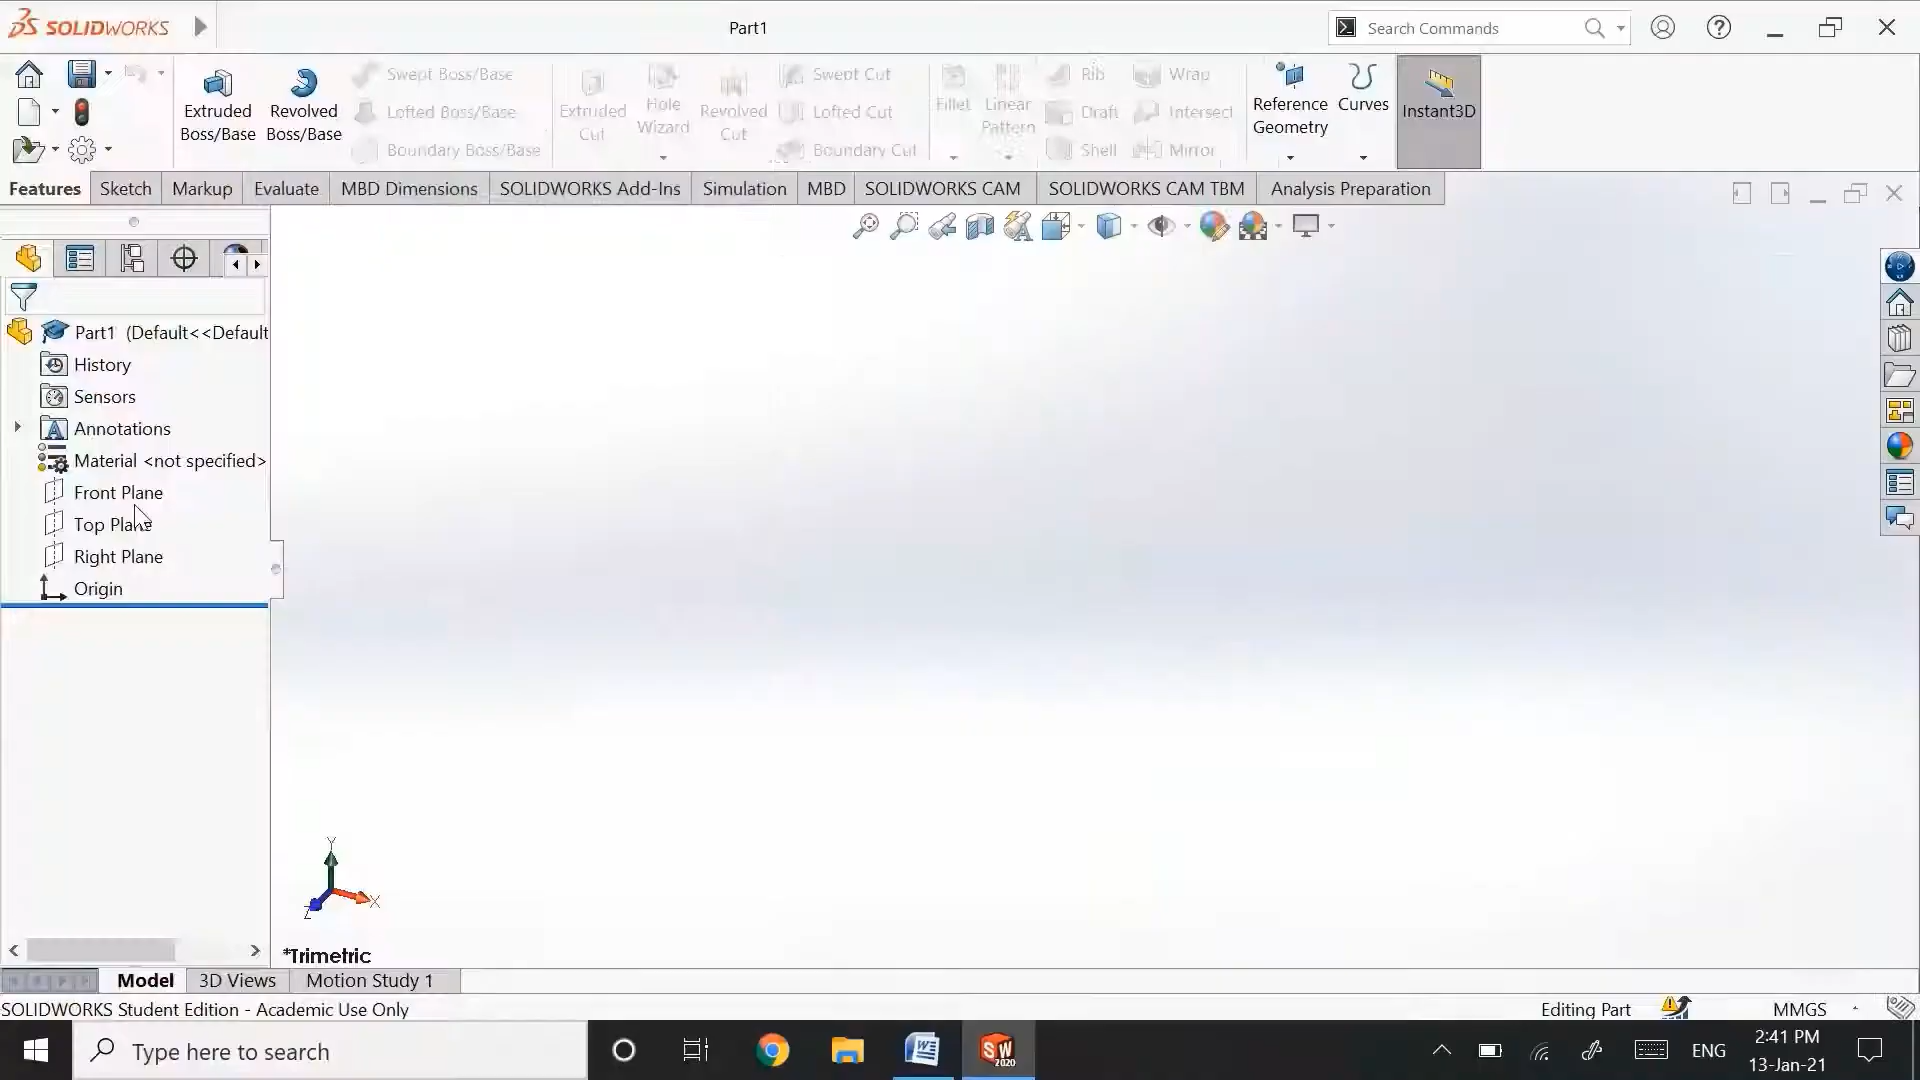 SOLIDWORKS
Part1
Search Commands
Extruded Boss/Base
Revolved Boss/Base
Swept Boss/Base
Lofted Boss/Base
Boundary Boss/Base
Extruded Cut
Hole Wizard
Revolved Cut
Swept Cut
Lofted Cut
Boundary Cut
Fillet
Linear Pattern
Rib
Draft
Shell
Wrap
Intersect
Mirror
Reference Geometry
Curves
Instant3D
Features
Sketch
Markup
Evaluate
MBD Dimensions
SOLIDWORKS Add-Ins
Simulation
MBD
SOLIDWORKS CAM
SOLIDWORKS CAM TBM
Analysis Preparation
Part1 (Default<<Default
History
Sensors
Annotations
Material <not specified>
Front Plane
Top Plane
Right Plane
Origin
Y
X
Z
*Trimetric
Model
3D Views
Motion Study 1
SOLIDWORKS Student Edition - Academic Use Only
Editing Part
MMGS
Type here to search
SW
2020
ENG
2:41 PM
13-Jan-21